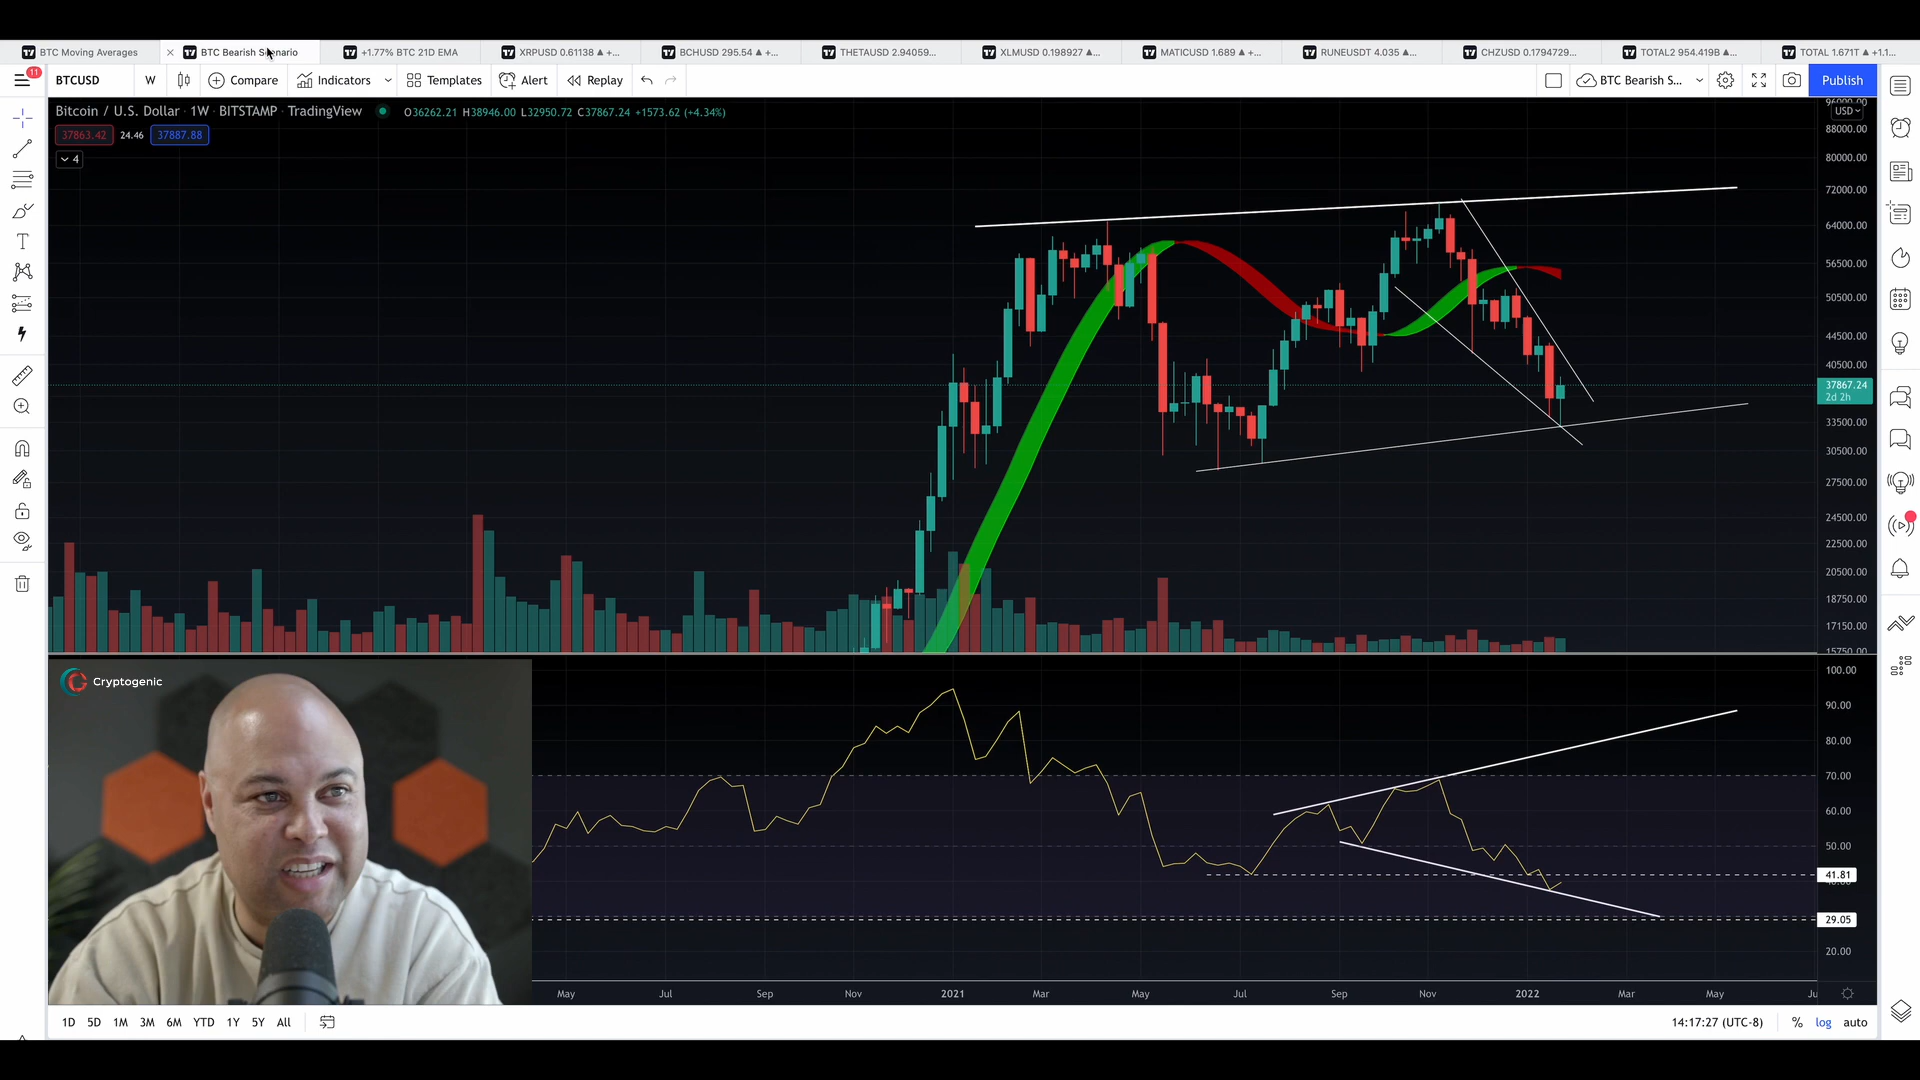 BTC Moving Averages
BTC Bearish Scenario
+1.77% BTC 21D EMA
XRPUSD 0.61138 ▲ +...
BCHUSD 295.54 ▲ +...
THETAUSD 2.94059...
XLMUSD 0.198927 ▲...
MATICUSD 1.689 ▲ +...
RUNEUSDT 4.035 ▲...
CHZUSD 0.1794729...
TOTAL2 954.419B ▲...
TOTAL 1.671T ▲ +1.1...
11
BTCUSD
W
Compare
Indicators
Templates
Alert
Replay
BTC Bearish S...
Publish
Bitcoin / U.S. Dollar · 1W · BITSTAMP · TradingView
O36262.21 H38946.00 L32950.72 C37867.24 +1573.62 (+4.34%)
37863.42 24.46 37887.88
4
96000.00
USD
88000.00
80000.00
72000.00
64000.00
56500.00
50500.00
44500.00
40500.00
37867.24
2d 2h
33500.00
30500.00
27500.00
24500.00
22500.00
20500.00
18750.00
17150.00
15750.00
Cryptogenic
100.00
90.00
80.00
70.00
60.00
50.00
41.81
29.05
20.00
May Jul Sep Nov 2021 Mar May Jul Sep Nov 2022 Mar May Ju
1D 5D 1M 3M 6M YTD 1Y 5Y All
14:17:27 (UTC-8) % log auto